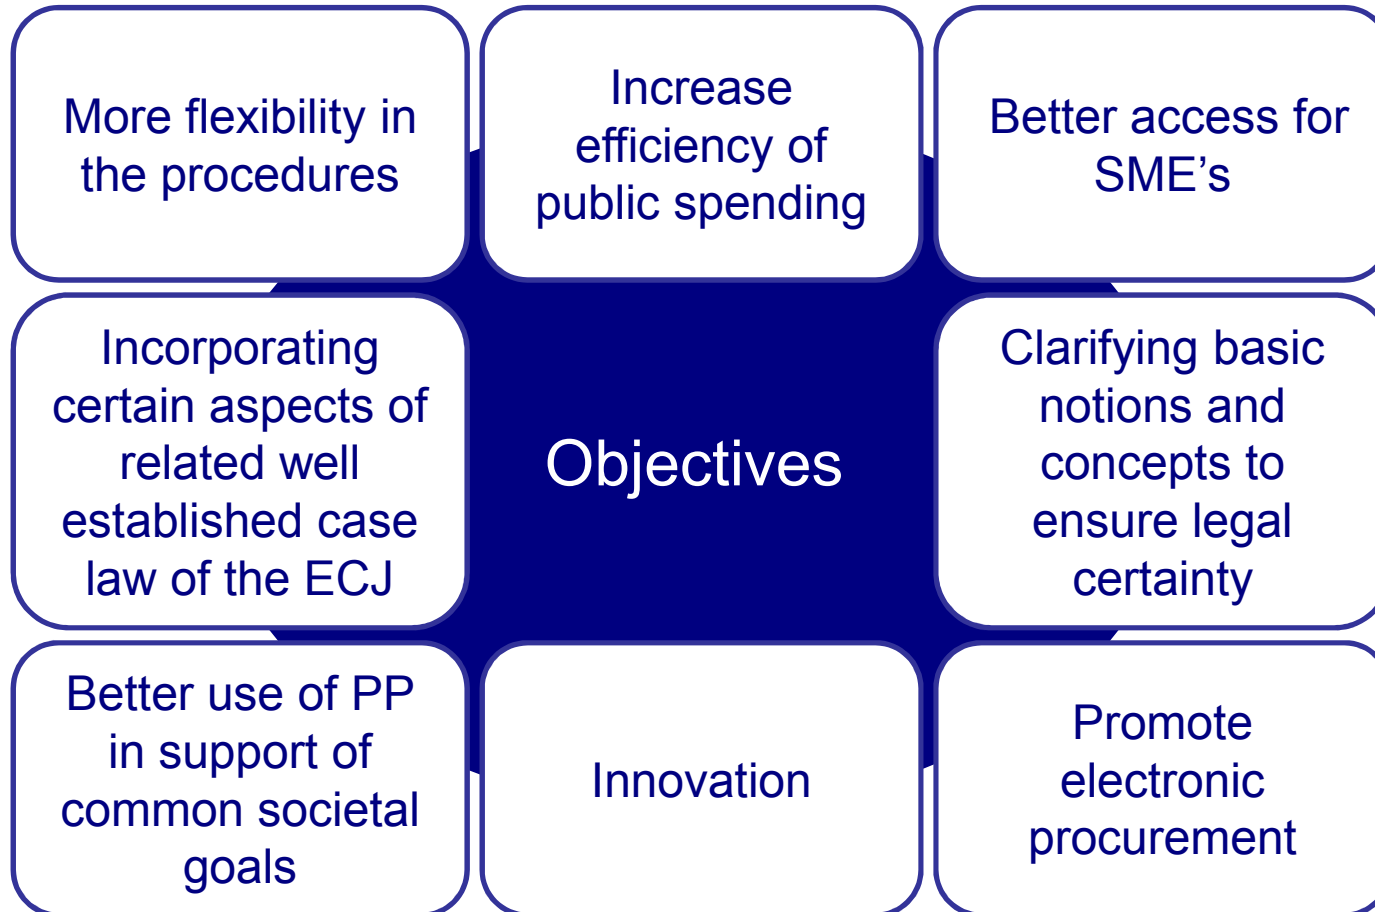 More flexibility in
the procedures
Increase
efficiency of
public spending
Better access for
SME’s
Incorporating
certain aspects of
related well
established case
law of the ECJ
Objectives
Clarifying basic
notions and
concepts to
ensure legal
certainty
Better use of PP
in support of
common societal
goals
Innovation
Promote
electronic
procurement